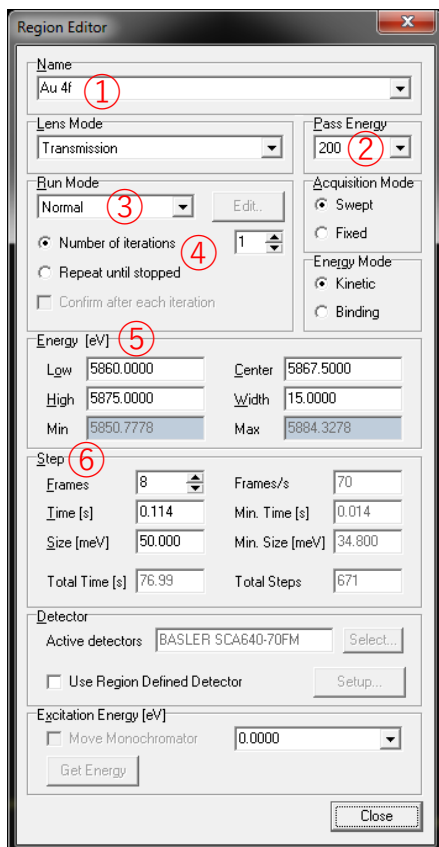 Region Editor
Name
Au 4f ①
Lens Mode
Transmission
Pass Energy
200 ②
Run Mode
Normal ③ Edit..
Number of iterations ④ 1
Repeat until stopped
Confirm after each iteration
Acquisition Mode
Swept
Fixed
Energy Mode
Kinetic
Binding
Energy [eV] ⑤
Low 5860.0000 Center 5867.5000
High 5875.0000 Width 15.0000
Min 5850.7778 Max 5884.3278
Step ⑥
Frames 8 Frames/s 70
Time [s] 0.114 Min. Time [s] 0.014
Size [meV] 50.000 Min. Size [meV] 34.800
Total Time [s] 76.99 Total Steps 671
Detector
Active detectors BASLER SCA640-70FM Select...
Use Region Defined Detector Setup...
Excitation Energy [eV]
Move Monochromator 0.0000
Get Energy
Close